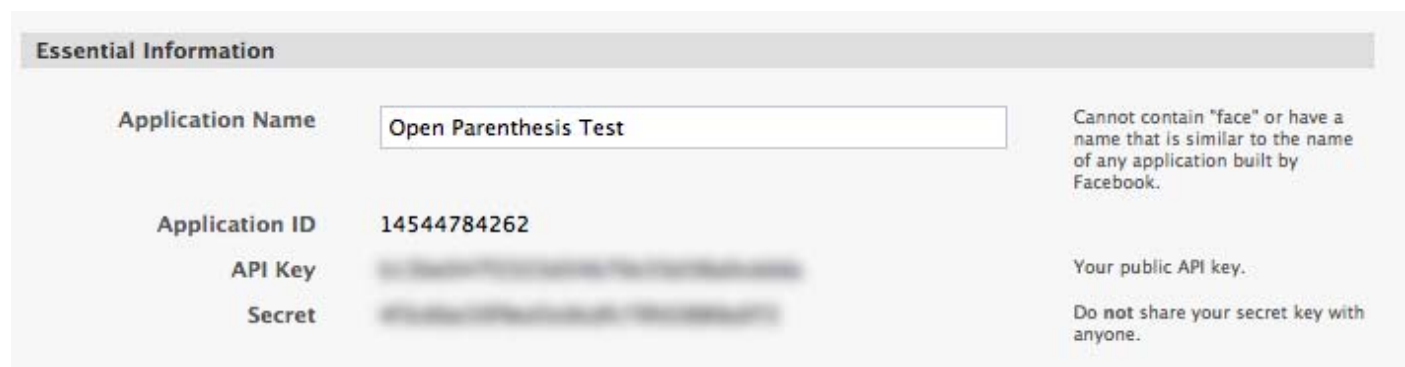 Essential Information
Application Name
Open Parenthesis Test
Cannot contain "face" or have a
name that is similar to the name
of any application built by
Facebook.
Application ID
14544784262
API Key
Your public API key.
Secret
Do not share your secret key with
anyone.